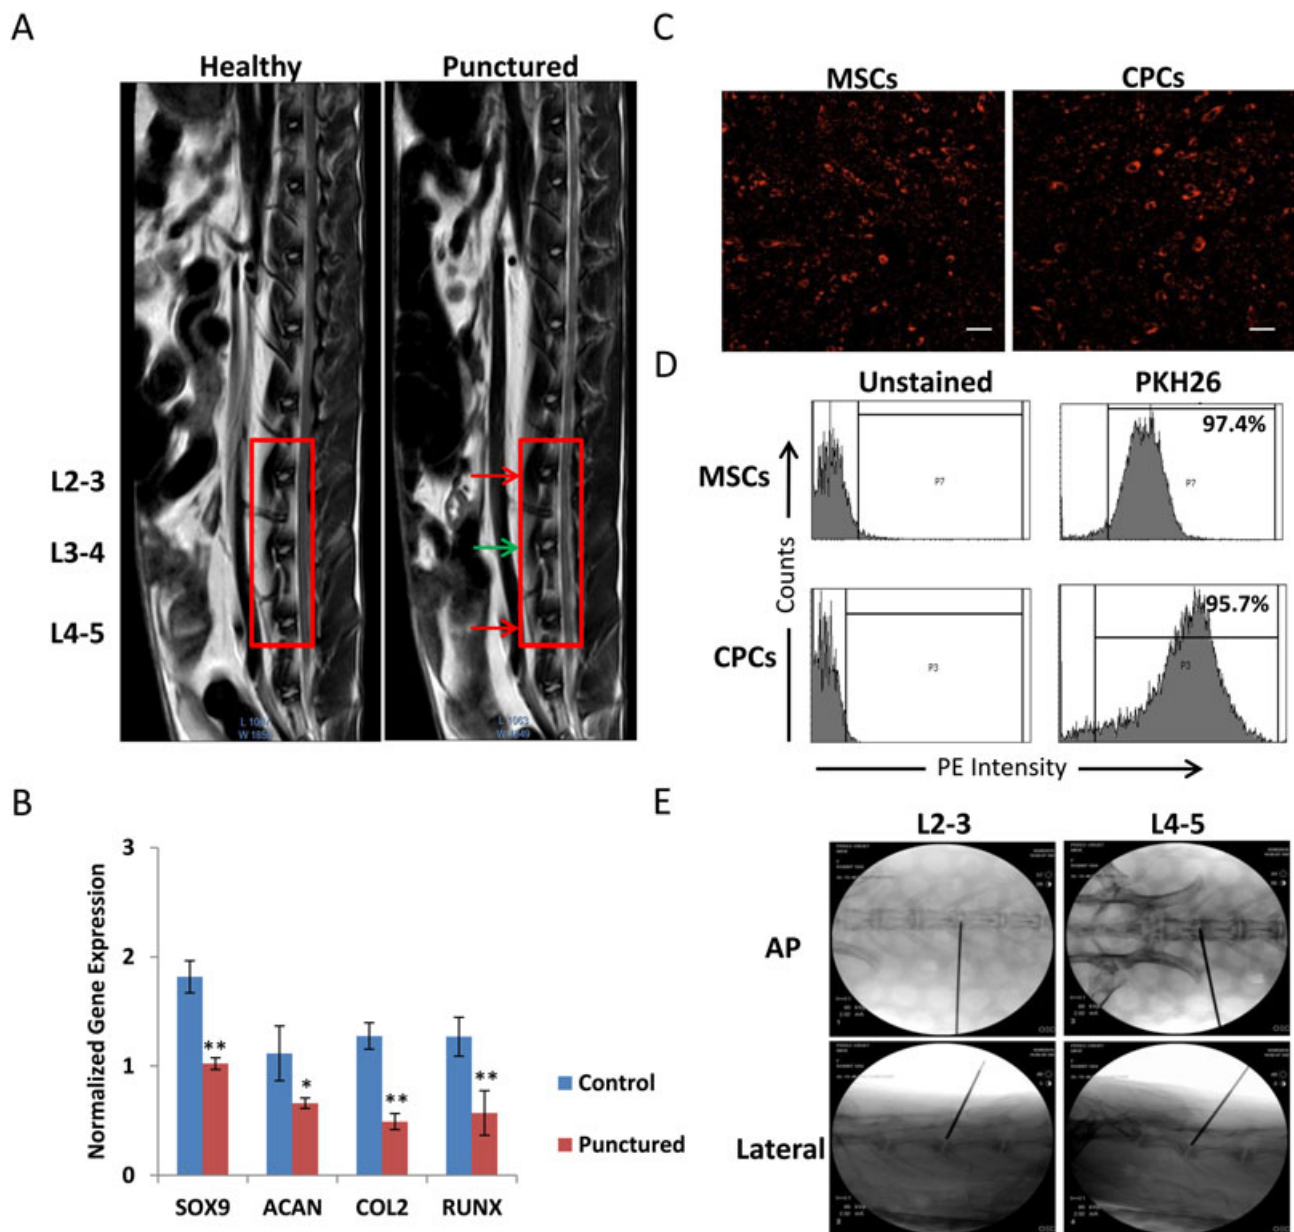 A
Healthy
Punctured
L2-3
L3-4
L4-5
B
Normalized Gene Expression
3
2
1
0
**
*
**
**
SOX9
ACAN
COL2
RUNX
Control
Punctured
C
MSCs
CPCs
D
Unstained
PKH26
MSCs
P7
97.4%
P7
Counts
CPCs
P3
95.7%
P3
PE Intensity
E
L2-3
L4-5
AP
Lateral